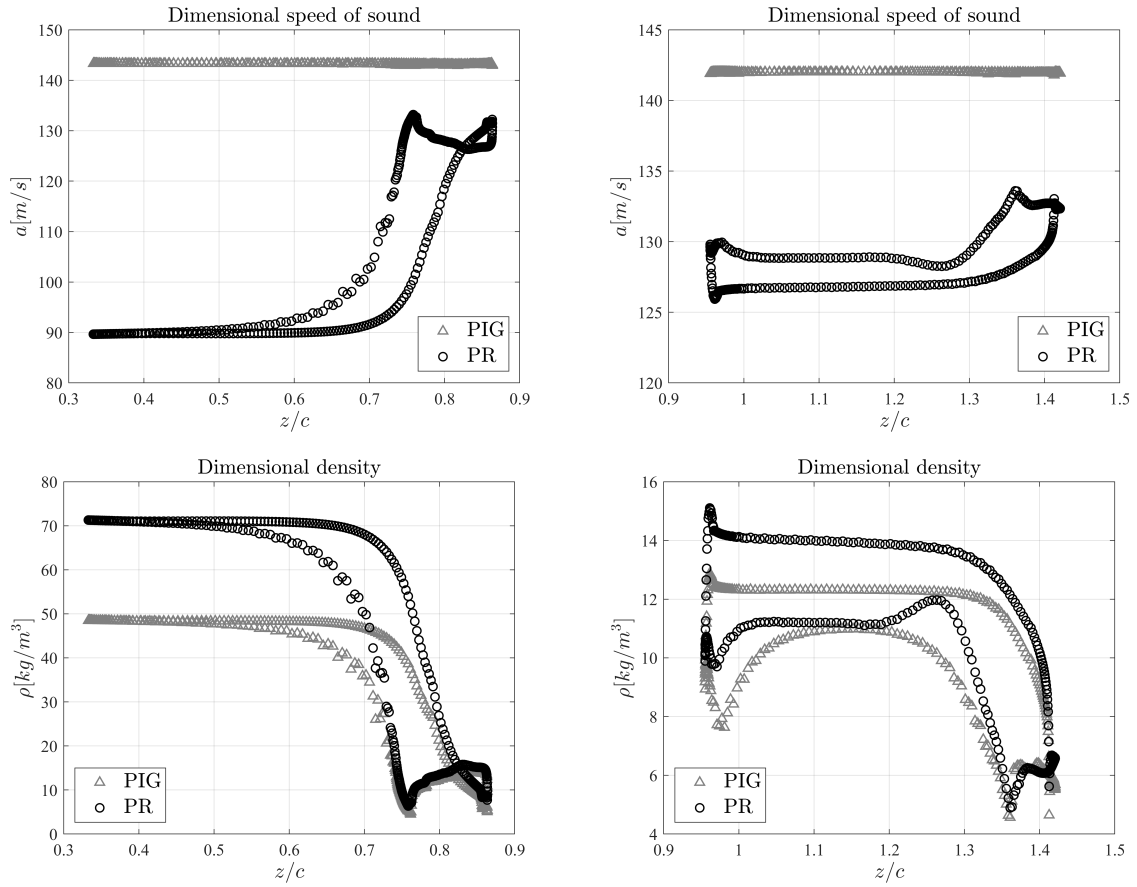 Dimensional speed of sound
150
140
130
120
110
100
90
80
a[m/s]
0.3 0.4 0.5 0.6 0.7 0.8 0.9
z/c
PIG
PR
Dimensional speed of sound
145
140
135
130
125
120
a[m/s]
0.9 1 1.1 1.2 1.3 1.4 1.5
z/c
PIG
PR
Dimensional density
80
70
60
50
40
30
20
10
0
ρ[kg/m³]
0.3 0.4 0.5 0.6 0.7 0.8 0.9
z/c
PIG
PR
Dimensional density
16
14
12
10
8
6
4
ρ[kg/m³]
0.9 1 1.1 1.2 1.3 1.4 1.5
z/c
PIG
PR